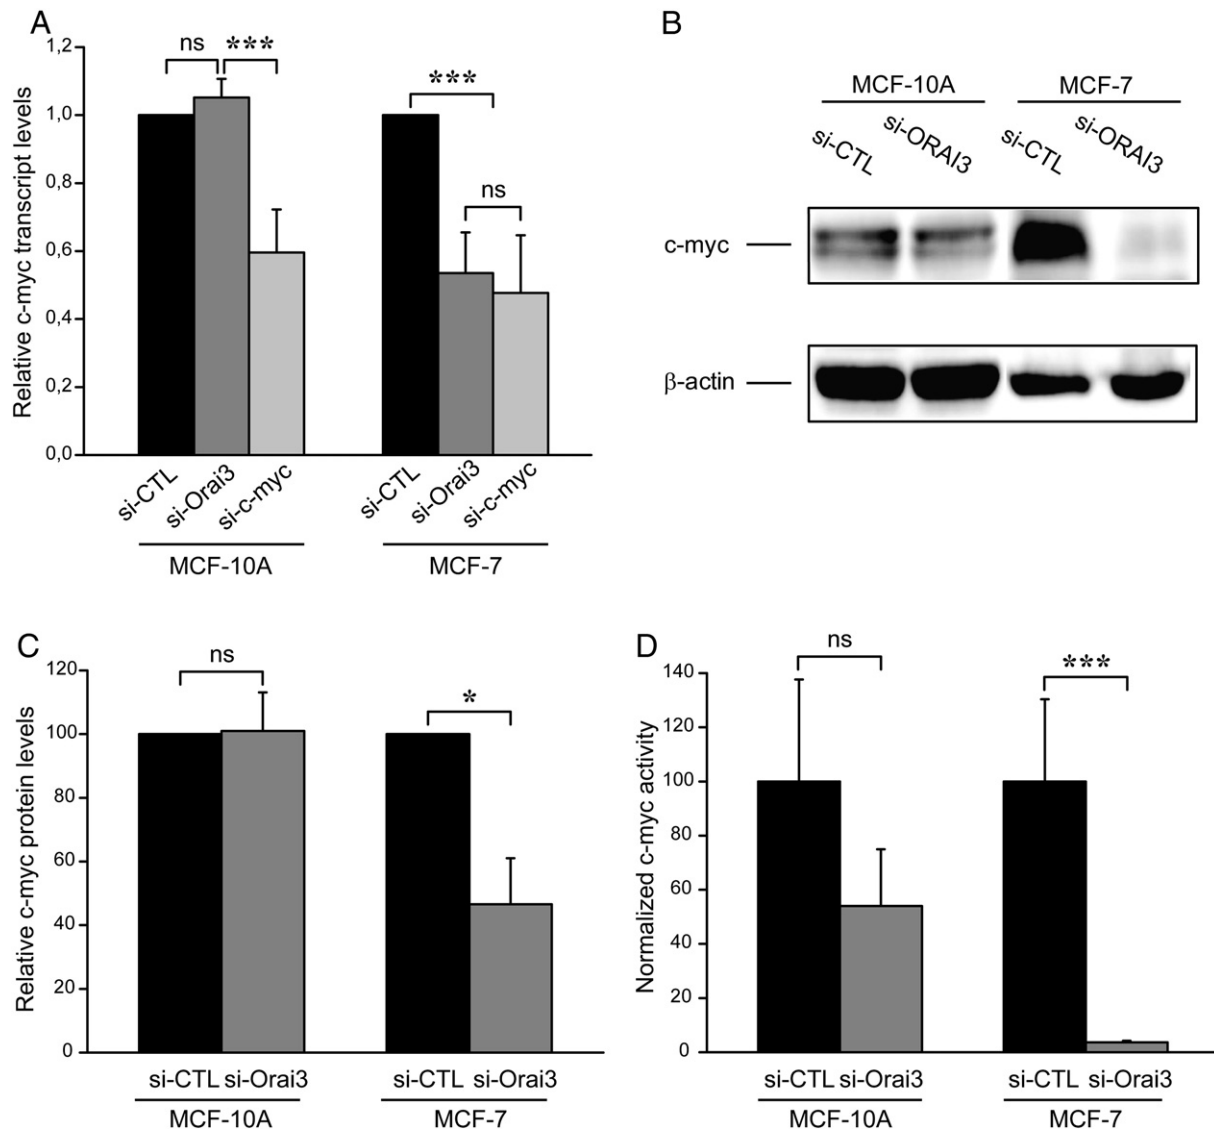 A
Relative c-myc transcript levels
1,2
1,0
0,8
0,6
0,4
0,2
0,0
ns
***
***
ns
si-CTL
si-Orai3
si-c-myc
si-CTL
si-Orai3
si-c-myc
MCF-10A
MCF-7
B
MCF-10A
MCF-7
si-CTL
si-ORAI3
si-CTL
si-ORAI3
c-myc
β-actin
C
Relative c-myc protein levels
120
100
80
60
40
20
0
ns
*
si-CTL si-Orai3
si-CTL si-Orai3
MCF-10A
MCF-7
D
Normalized c-myc activity
140
120
100
80
60
40
20
0
ns
***
si-CTL si-Orai3
si-CTL si-Orai3
MCF-10A
MCF-7